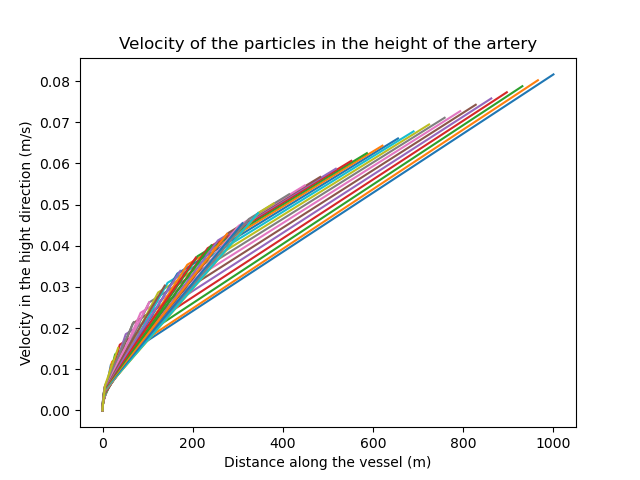 Velocity of the particles in the height of the artery
0.08
0.07
0.06
0.05
0.04
0.03
0.02
0.01
0.00
Velocity in the hight direction (m/s)
0 200 400 600 800 1000
Distance along the vessel (m)